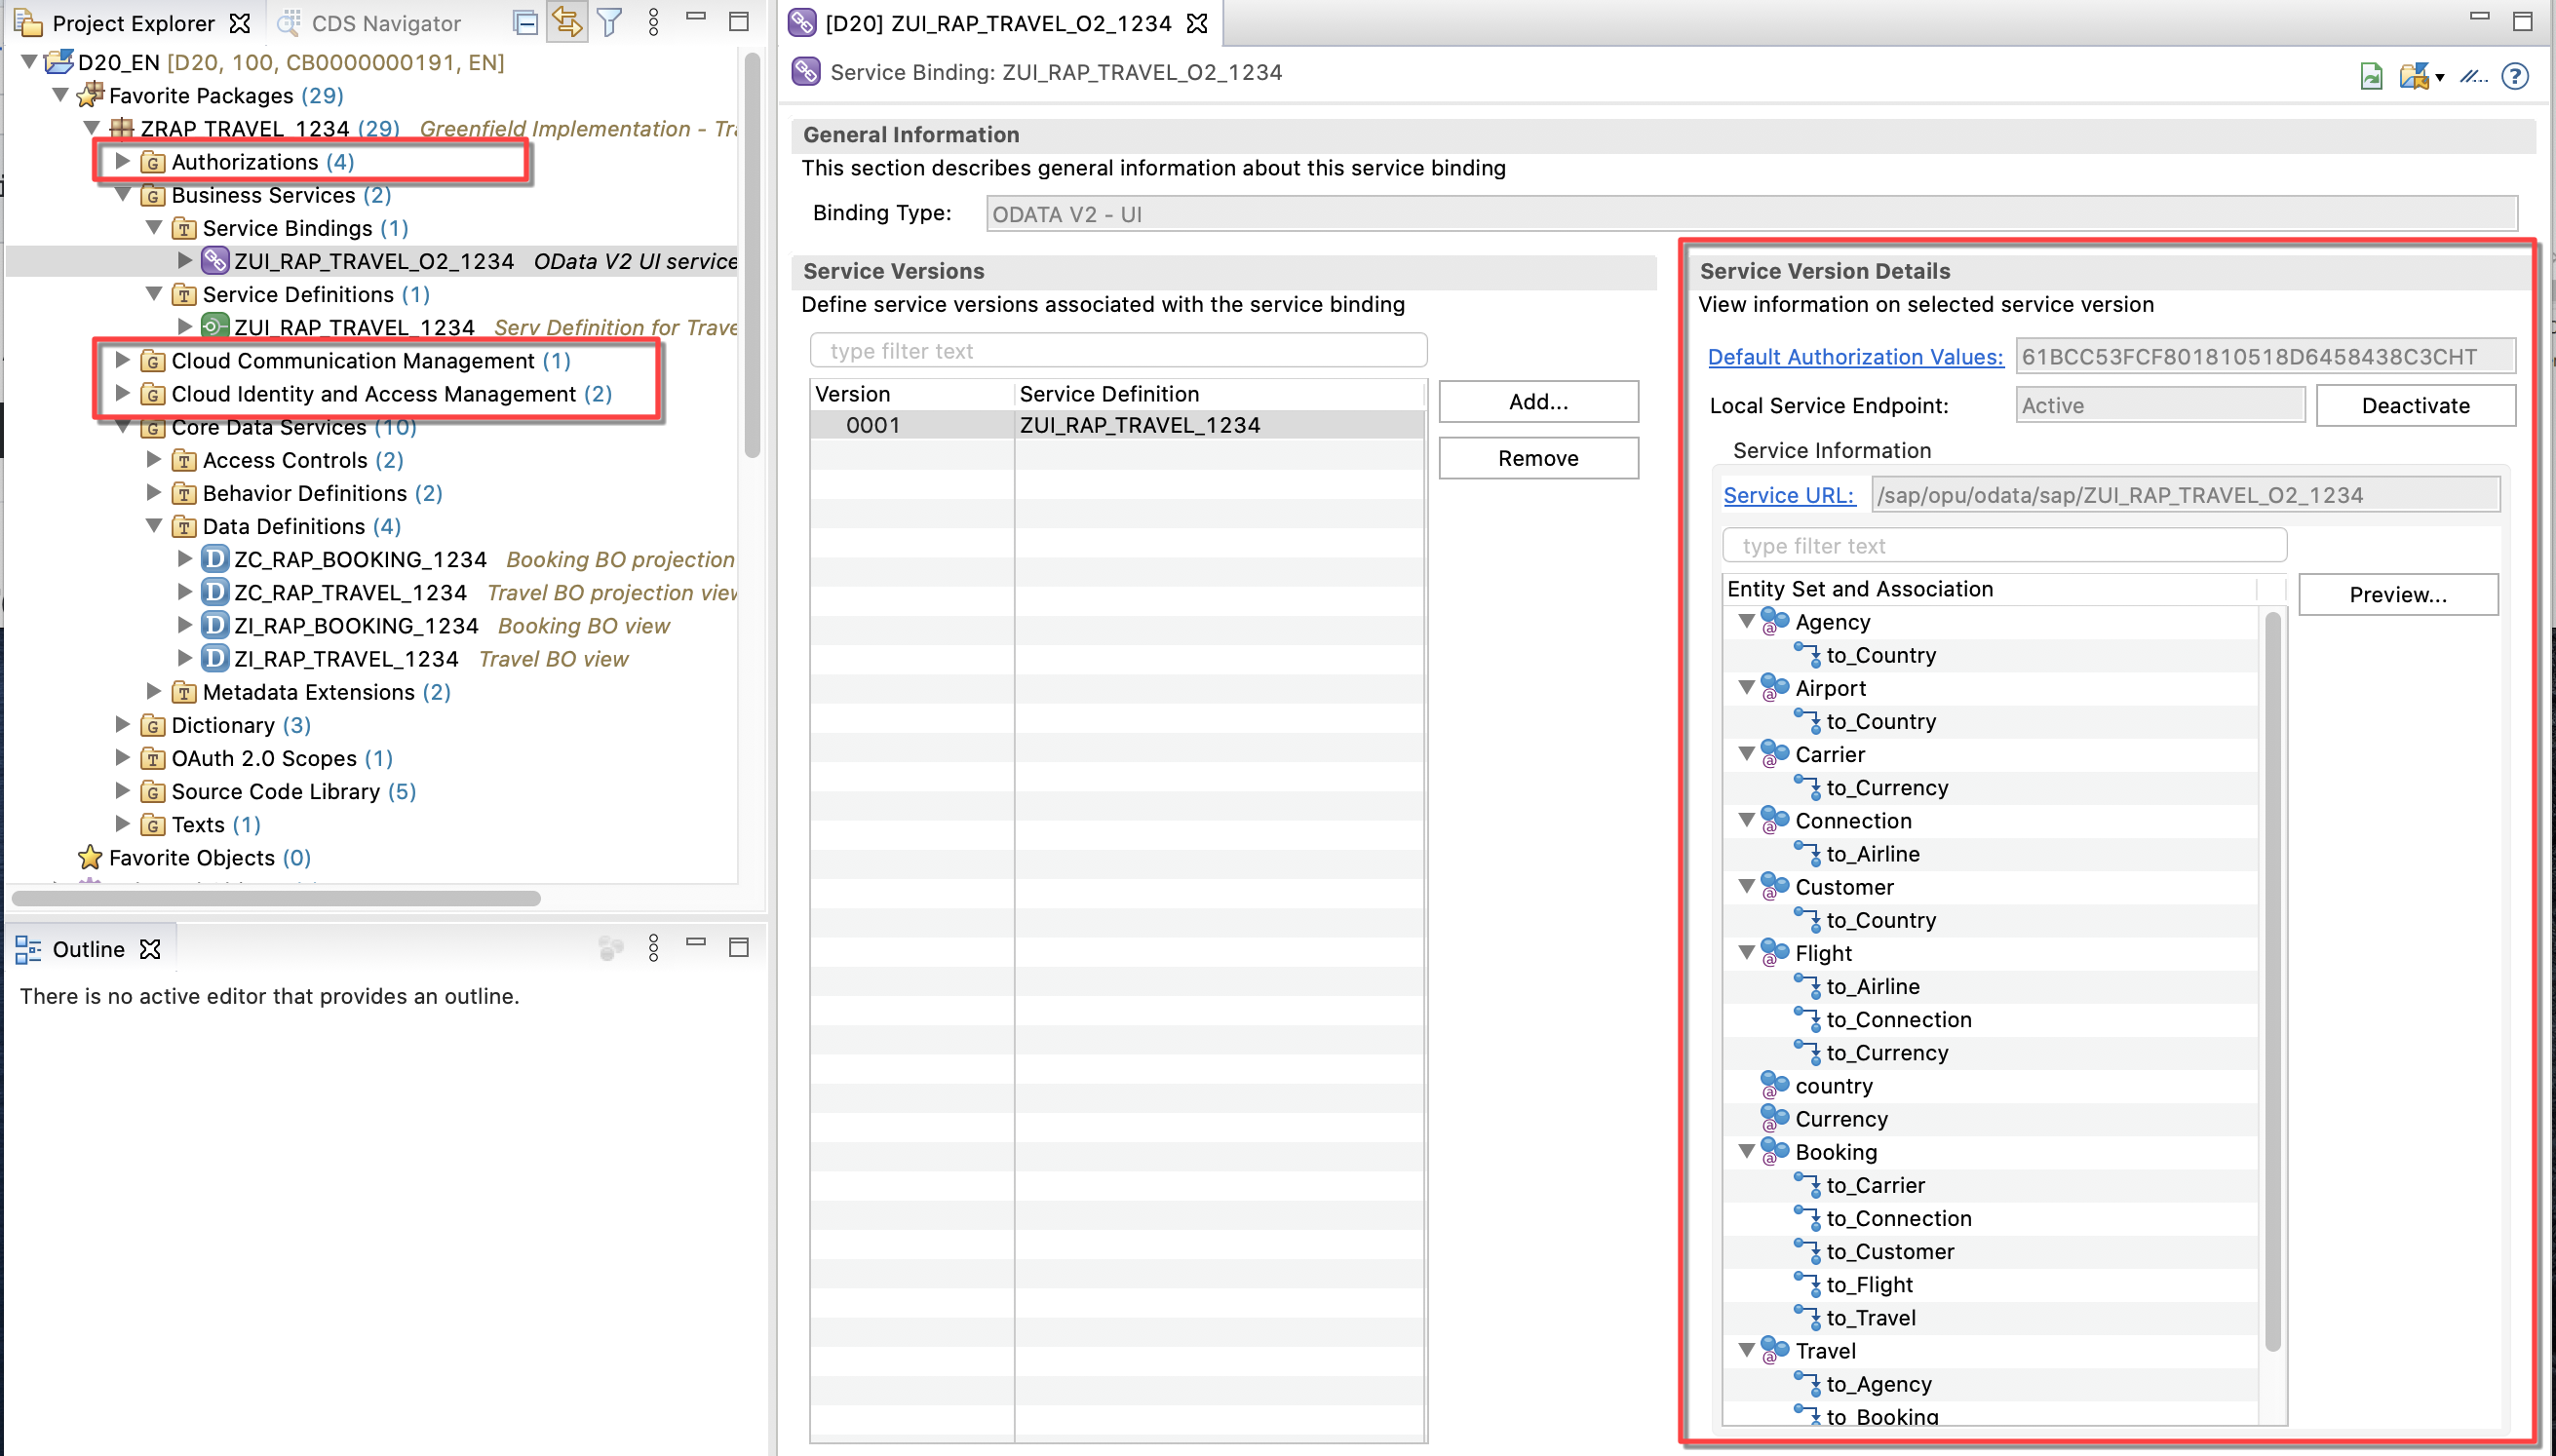 Project Explorer
CDS Navigator
D20_EN [D20, 100, CB0000000191, EN]
Favorite Packages (29)
ZRAP_TRAVEL_1234 (29) Greenfield Implementation - Tra
Authorizations (4)
Business Services (2)
Service Bindings (1)
ZUI_RAP_TRAVEL_O2_1234 OData V2 UI service
Service Definitions (1)
ZUI_RAP_TRAVEL_1234 Serv Definition for Trave
Cloud Communication Management (1)
Cloud Identity and Access Management (2)
Core Data Services (10)
Access Controls (2)
Behavior Definitions (2)
Data Definitions (4)
ZC_RAP_BOOKING_1234 Booking BO projection
ZC_RAP_TRAVEL_1234 Travel BO projection view
ZI_RAP_BOOKING_1234 Booking BO view
ZI_RAP_TRAVEL_1234 Travel BO view
Metadata Extensions (2)
Dictionary (3)
OAuth 2.0 Scopes (1)
Source Code Library (5)
Texts (1)
Favorite Objects (0)
Outline
There is no active editor that provides an outline.
[D20] ZUI_RAP_TRAVEL_O2_1234
Service Binding: ZUI_RAP_TRAVEL_O2_1234
General Information
This section describes general information about this service binding
Binding Type: ODATA V2 - UI
Service Versions
Define service versions associated with the service binding
type filter text
Version Service Definition
0001 ZUI_RAP_TRAVEL_1234
Add...
Remove
Service Version Details
View information on selected service version
Default Authorization Values: 61BCC53FCF801810518D6458438C3CHT
Local Service Endpoint: Active Deactivate
Service Information
Service URL: /sap/opu/odata/sap/ZUI_RAP_TRAVEL_O2_1234
type filter text
Entity Set and Association
Preview...
Agency
to_Country
Airport
to_Country
Carrier
to_Currency
Connection
to_Airline
Customer
to_Country
Flight
to_Airline
to_Connection
to_Currency
country
Currency
Booking
to_Carrier
to_Connection
to_Customer
to_Flight
to_Travel
Travel
to_Agency
to_Booking